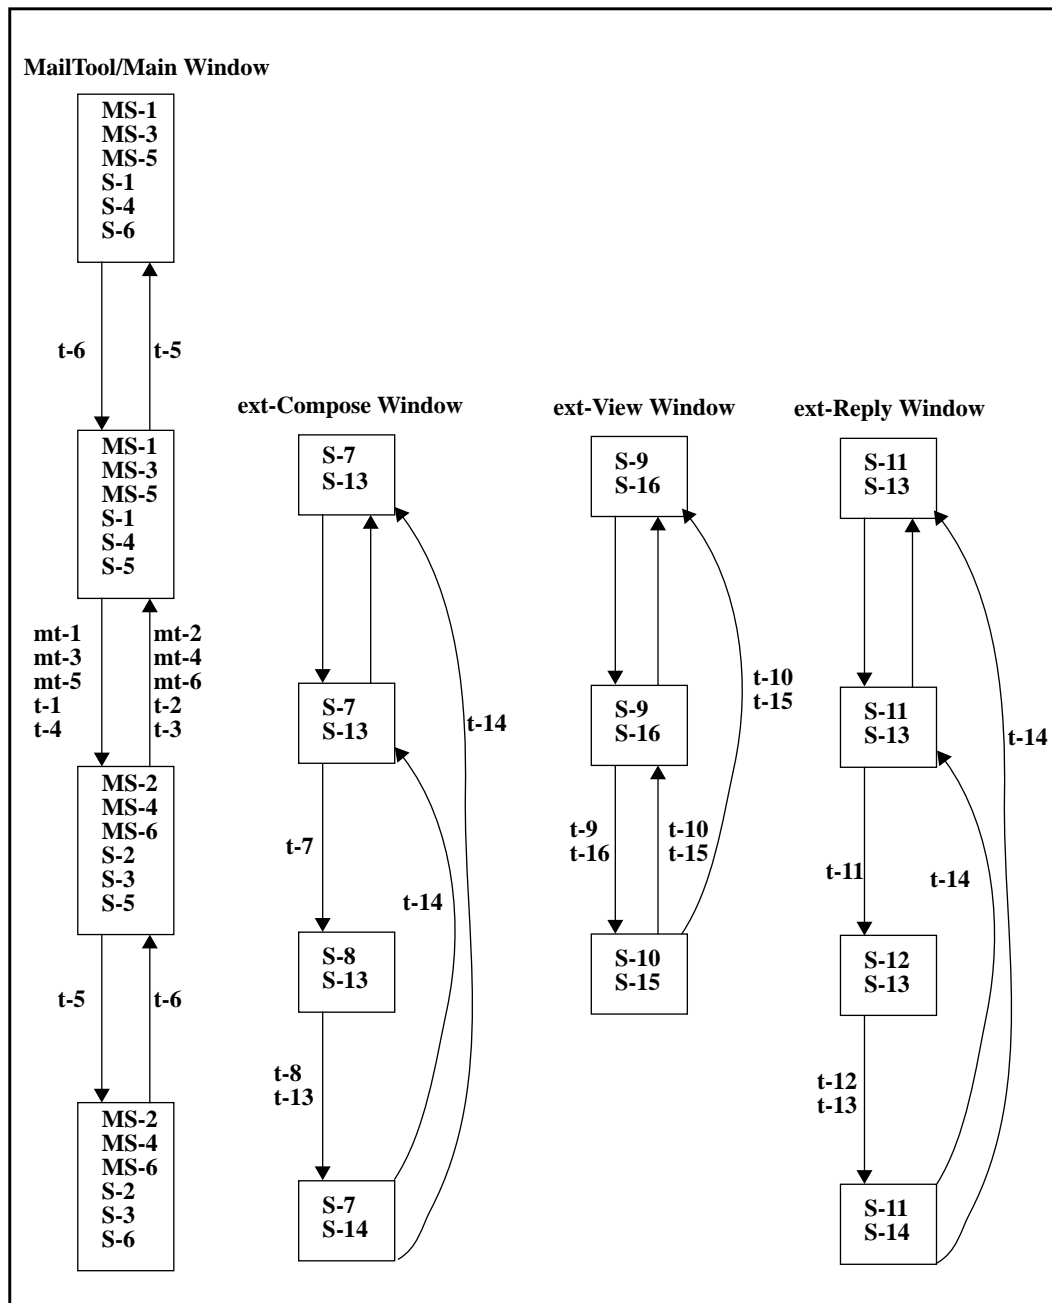 MailTool/Main Window
MS-1
MS-3
MS-5
S-1
S-4
S-6
t-6
t-5
MS-1
MS-3
MS-5
S-1
S-4
S-5
mt-1
mt-3
mt-5
t-1
t-4
mt-2
mt-4
mt-6
t-2
t-3
MS-2
MS-4
MS-6
S-2
S-3
S-5
t-5
t-6
MS-2
MS-4
MS-6
S-2
S-3
S-6
ext-Compose Window
S-7
S-13
S-7
S-13
t-14
t-7
t-14
S-8
S-13
t-8
t-13
S-7
S-14
ext-View Window
S-9
S-16
t-10
t-15
S-9
S-16
t-9
t-16
t-10
t-15
S-10
S-15
ext-Reply Window
S-11
S-13
S-11
S-13
t-14
t-11
t-14
S-12
S-13
t-12
t-13
S-11
S-14